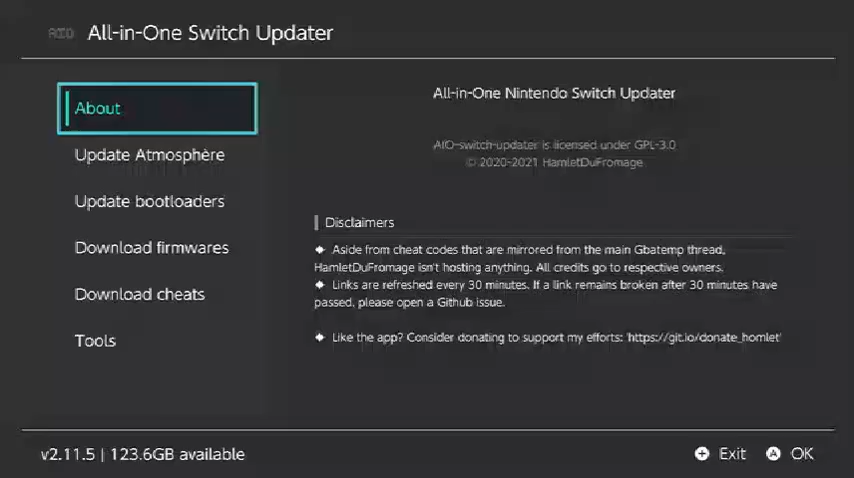 AIO All-in-One Switch Updater
About
Update Atmosphère
Update bootloaders
Download firmwares
Download cheats
Tools
All-in-One Nintendo Switch Updater
AIO-switch-updater is licensed under GPL-3.0
© 2020-2021 HamletDuFromage
Disclaimers
◆ Aside from cheat codes that are mirrored from the main Gbatemp thread,
HamletDuFromage isn't hosting anything. All credits go to respective owners.
◆ Links are refreshed every 30 minutes. If a link remains broken after 30 minutes have
passed, please open a Github issue.
◆ Like the app? Consider donating to support my efforts: 'https://git.io/donate_homlet'
v2.11.5 | 123.6GB available
Exit
OK